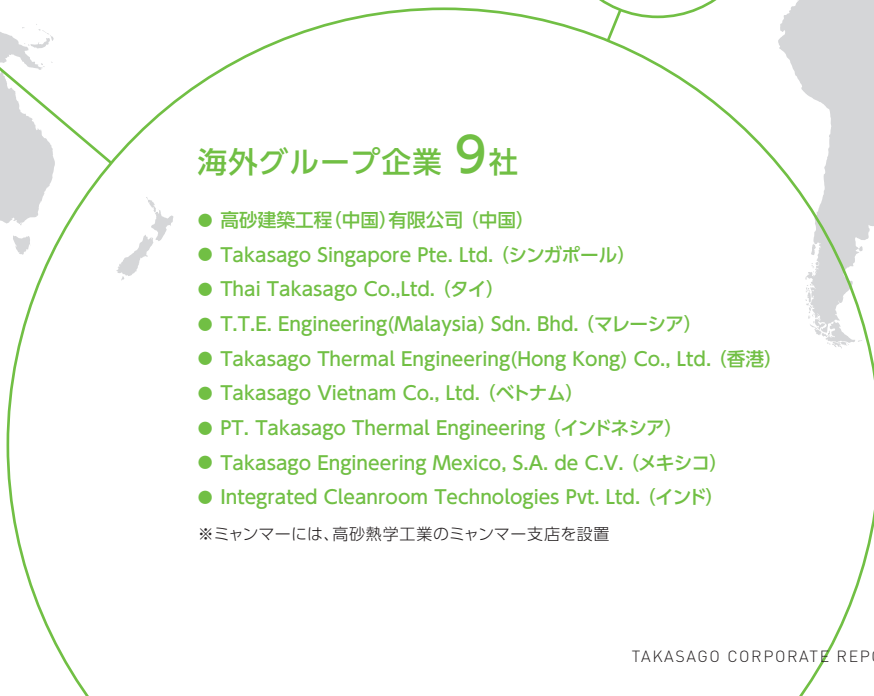 海外グループ企業 9社
● 高砂建築工程(中国)有限公司 (中国)
● Takasago Singapore Pte. Ltd. (シンガポール)
● Thai Takasago Co.,Ltd. (タイ)
● T.T.E. Engineering(Malaysia) Sdn. Bhd. (マレーシア)
● Takasago Thermal Engineering(Hong Kong) Co., Ltd. (香港)
● Takasago Vietnam Co., Ltd. (ベトナム)
● PT. Takasago Thermal Engineering (インドネシア)
● Takasago Engineering Mexico, S.A. de C.V. (メキシコ)
● Integrated Cleanroom Technologies Pvt. Ltd. (インド)
※ミャンマーには、高砂熱学工業のミャンマー支店を設置
TAKASAGO CORPORATE